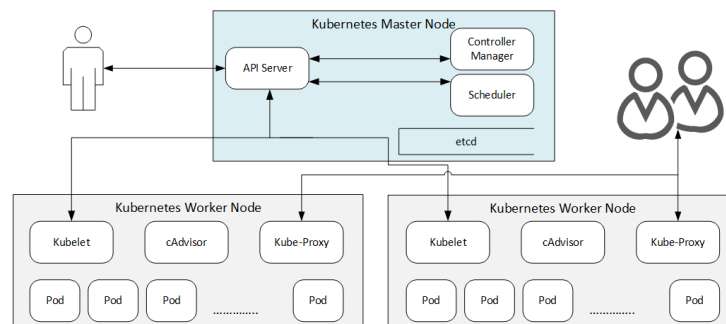 Kubernetes Master Node
API Server
Controller
Manager
Scheduler
etcd
Kubernetes Worker Node
Kubelet
cAdvisor
Kube-Proxy
Pod
Pod
Pod
..............
Pod
Kubernetes Worker Node
Kubelet
cAdvisor
Kube-Proxy
Pod
Pod
Pod
..............
Pod